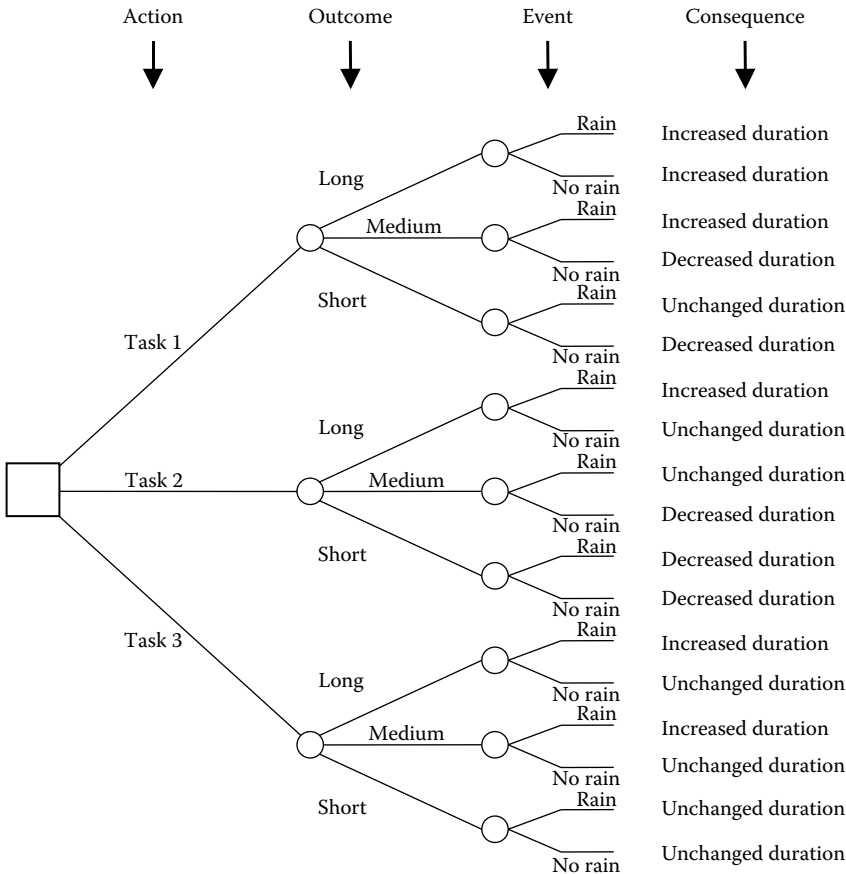 Action Outcome Event Consequence
Rain Increased duration
Long Increased duration
No rain
Rain Increased duration
Medium
Decreased duration
No rain
Short Rain Unchanged duration
Task 1 Decreased duration
No rain
Rain Increased duration
Long Unchanged duration
No rain
Rain Unchanged duration
Task 2 Medium
Decreased duration
No rain
Short Rain Decreased duration
Decreased duration
No rain
Task 3 Rain Increased duration
Long Unchanged duration
No rain
Rain Increased duration
Medium
Unchanged duration
No rain
Short Rain Unchanged duration
Unchanged duration
No rain